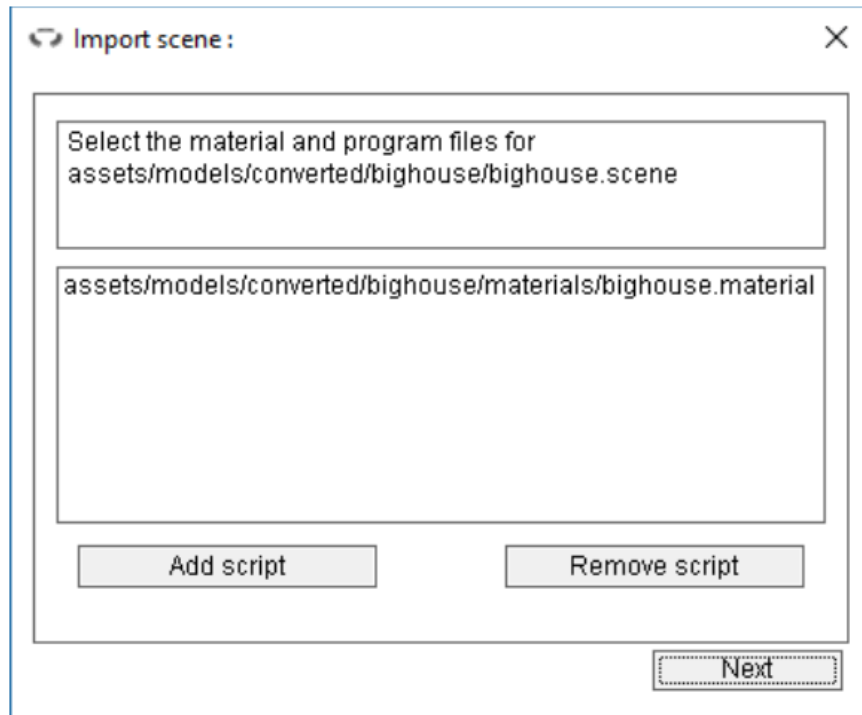 Import scene :
Select the material and program files for
assets/models/converted/bighouse/bighouse.scene
assets/models/converted/bighouse/materials/bighouse.material
Add script
Remove script
Next